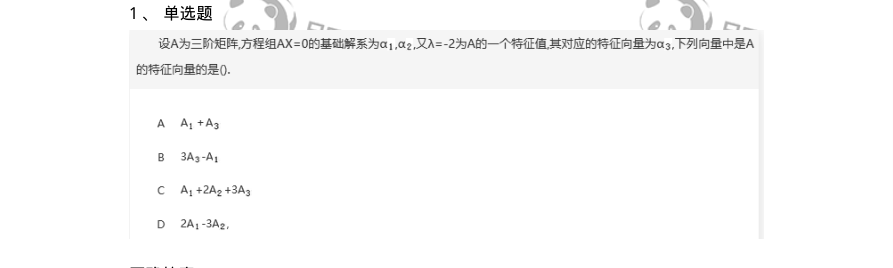 1 、 单选题
设A为三阶矩阵,方程组AX=0的基础解系为α₁,α₂,又λ=-2为A的一个特征值,其对应的特征向量为α₃,下列向量中是A
的特征向量的是().
A A₁ +A₃
B 3A₃-A₁
C A₁+2A₂+3A₃
D 2A₁-3A₂,